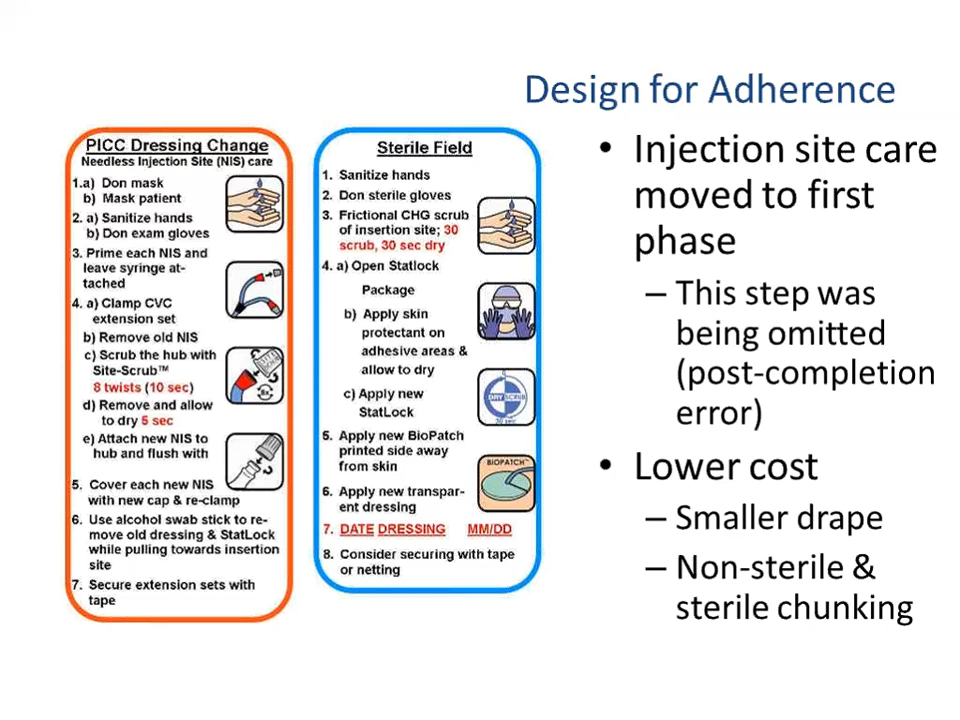 Design for Adherence
PICC Dressing Change
Needless Injection Site (NIS) care
1.a) Don mask
b) Mask patient
2. a) Sanitize hands
b) Don exam gloves
3. Prime each NIS and
leave syringe at-
tached
4. a) Clamp CVC
extension set
b) Remove old NIS
c) Scrub the hub with
Site-Scrub™
8 twists (10 sec)
d) Remove and allow
to dry 5 sec
e) Attach new NIS to
hub and flush with
5. Cover each new NIS
with new cap & re-clamp
6. Use alcohol swab stick to re-
move old dressing & StatLock
while pulling towards insertion
site
7. Secure extension sets with
tape
Sterile Field
1. Sanitize hands
2. Don sterile gloves
3. Frictional CHG scrub
of insertion site; 30
scrub, 30 sec dry
4. a) Open Statlock
Package
b) Apply skin
protectant on
adhesive areas &
allow to dry
c) Apply new
StatLock
DRY SCRUB
30 sec
5. Apply new BioPatch
printed side away
from skin
BIOPATCH™
6. Apply new transpar-
ent dressing
7. DATE DRESSING MM/DD
8. Consider securing with tape
or netting
• Injection site care
moved to first
phase
– This step was
being omitted
(post-completion
error)
• Lower cost
– Smaller drape
– Non-sterile &
sterile chunking